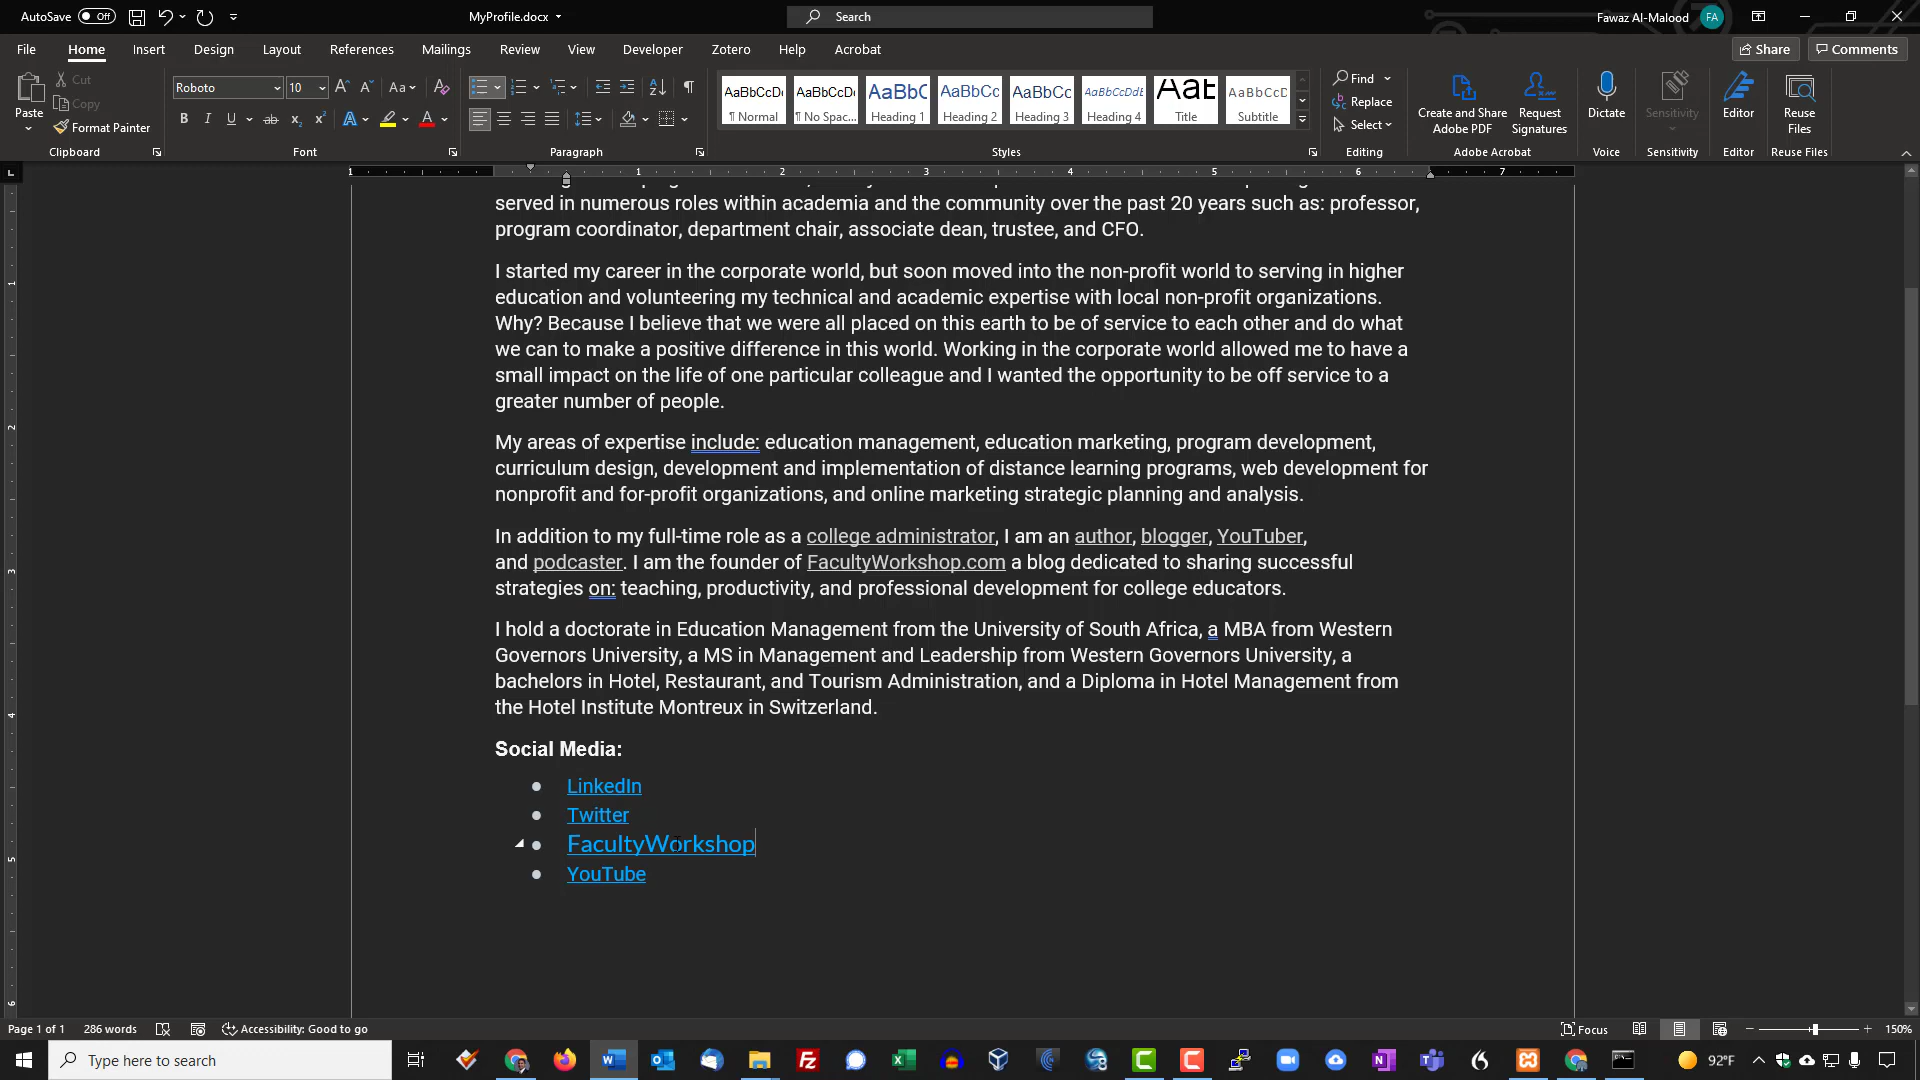 AutoSave Off
MyProfile.docx
Search
Fawaz Al-Malood FA
File Home Insert Design Layout References Mailings Review View Developer Zotero Help Acrobat
Share Comments
Paste
Cut
Copy
Format Painter
Clipboard
Roboto 10
Font
Paragraph
AaBbCcDc AaBbCcDc AaBbC AaBbCc AaBbCc AaBbCcDdE AaB AaBbCcD
¶ Normal ¶ No Spac... Heading 1 Heading 2 Heading 3 Heading 4 Title Subtitle
Styles
Find
Replace
Select
Editing
Create and Share Adobe PDF
Request Signatures
Adobe Acrobat
Dictate
Voice
Sensitivity
Sensitivity
Editor
Editor
Reuse Files
Reuse Files
1 1 2 3 4 5 6 7
served in numerous roles within academia and the community over the past 20 years such as: professor,
program coordinator, department chair, associate dean, trustee, and CFO.
I started my career in the corporate world, but soon moved into the non-profit world to serving in higher
education and volunteering my technical and academic expertise with local non-profit organizations.
Why? Because I believe that we were all placed on this earth to be of service to each other and do what
we can to make a positive difference in this world. Working in the corporate world allowed me to have a
small impact on the life of one particular colleague and I wanted the opportunity to be off service to a
greater number of people.
My areas of expertise include: education management, education marketing, program development,
curriculum design, development and implementation of distance learning programs, web development for
nonprofit and for-profit organizations, and online marketing strategic planning and analysis.
In addition to my full-time role as a college administrator, I am an author, blogger, YouTuber,
and podcaster. I am the founder of FacultyWorkshop.com a blog dedicated to sharing successful
strategies on: teaching, productivity, and professional development for college educators.
I hold a doctorate in Education Management from the University of South Africa, a MBA from Western
Governors University, a MS in Management and Leadership from Western Governors University, a
bachelors in Hotel, Restaurant, and Tourism Administration, and a Diploma in Hotel Management from
the Hotel Institute Montreux in Switzerland.
Social Media:
• LinkedIn
• Twitter
• FacultyWorkshop
• YouTube
Page 1 of 1 286 words Accessibility: Good to go
Focus
150%
Type here to search
92°F